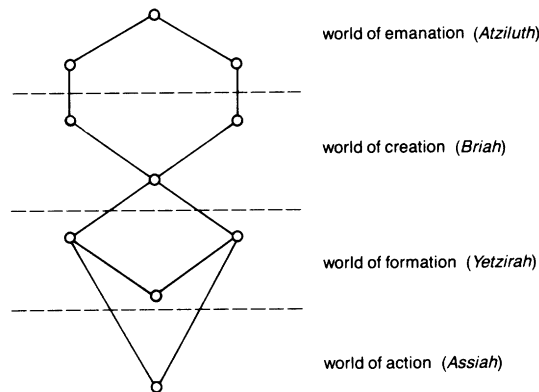 world of emanation (Atziluth)
world of creation (Briah)
world of formation (Yetzirah)
world of action (Assiah)